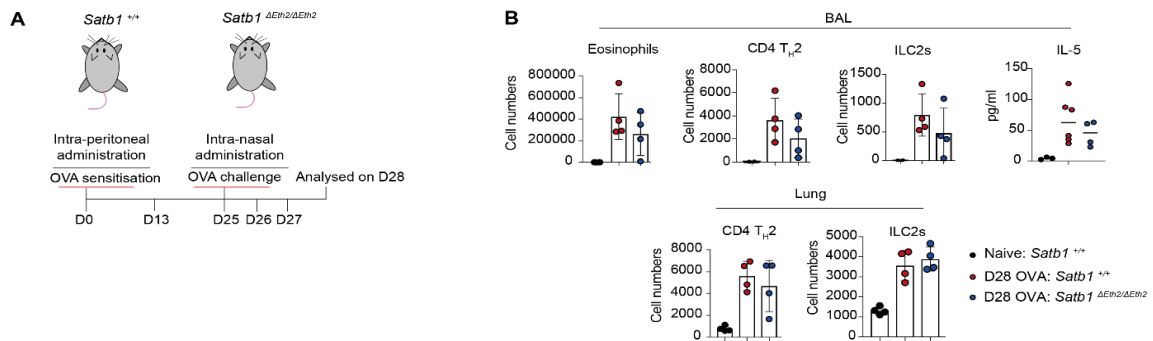 A
Satb1 +/+
Satb1 ΔEth2/ΔEth2
Intra-peritoneal
administration
OVA sensitisation
Intra-nasal
administration
OVA challenge
Analysed on D28
D0
D13
D25
D26
D27
B
BAL
Eosinophils
Cell numbers
800000
600000
400000
200000
0
CD4 TH2
Cell numbers
8000
6000
4000
2000
0
ILC2s
Cell numbers
1500
1000
500
0
IL-5
pg/ml
150
100
50
0
Lung
CD4 TH2
Cell numbers
8000
6000
4000
2000
0
ILC2s
Cell numbers
5000
4000
3000
2000
1000
0
Naive: Satb1 +/+
D28 OVA: Satb1 +/+
D28 OVA: Satb1 ΔEth2/ΔEth2